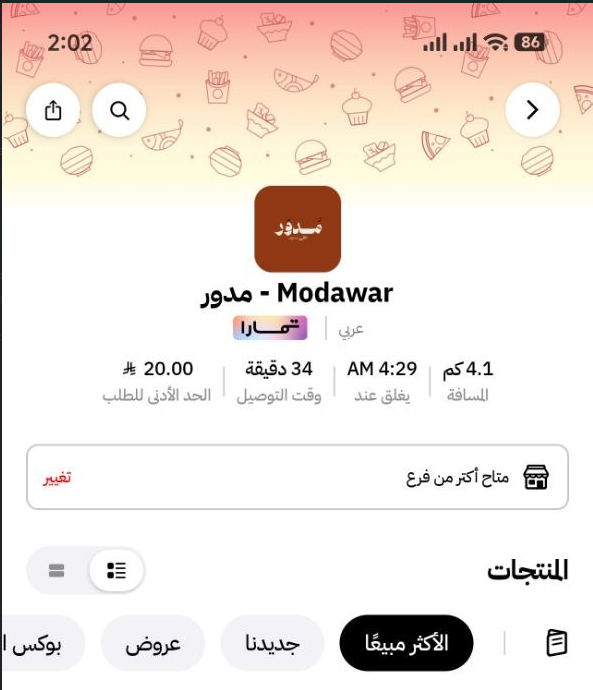 2:02
86
مدور
Modawar - مدور
عربي | تمارا
4.1 كم | 4:29 AM | 34 دقيقة | 20.00
المسافة | يغلق عند | وقت التوصيل | الحد الأدنى للطلب
متاح أكثر من فرع
تغيير
المنتجات
الأكثر مبيعًا
جديدنا
عروض
بوكس ا